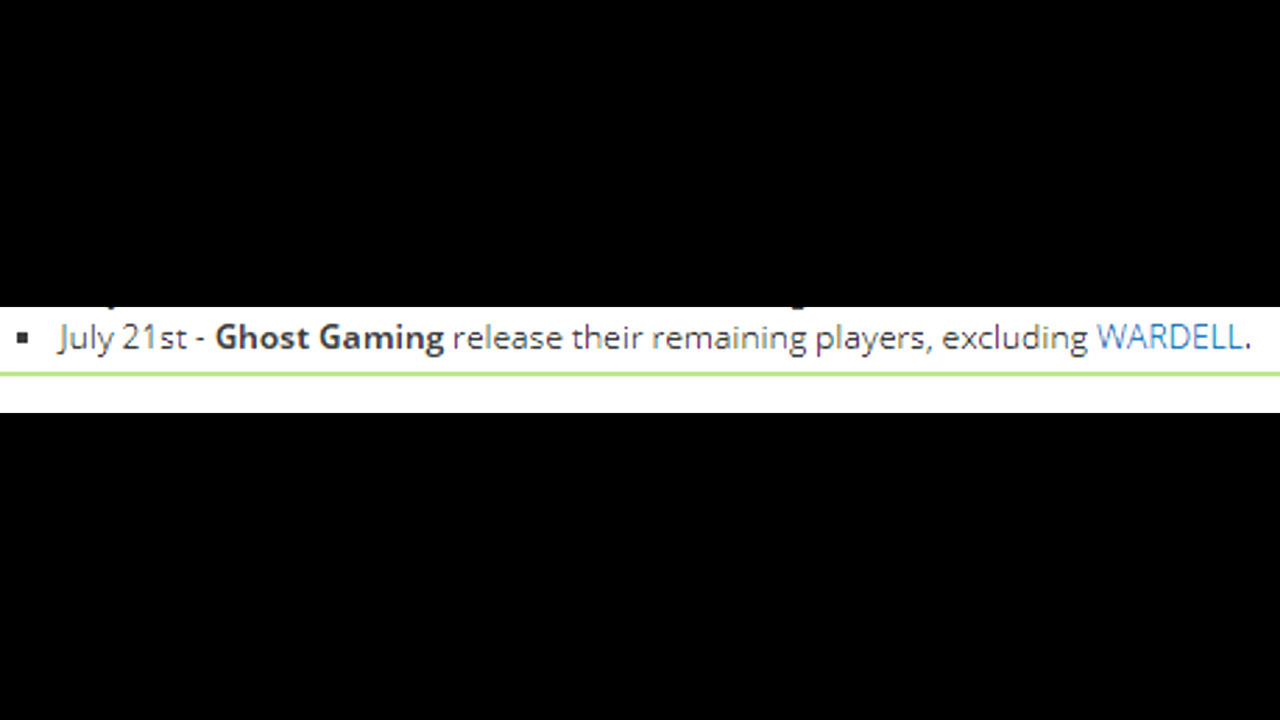 ▪ July 21st - Ghost Gaming release their remaining players, excluding WARDELL.